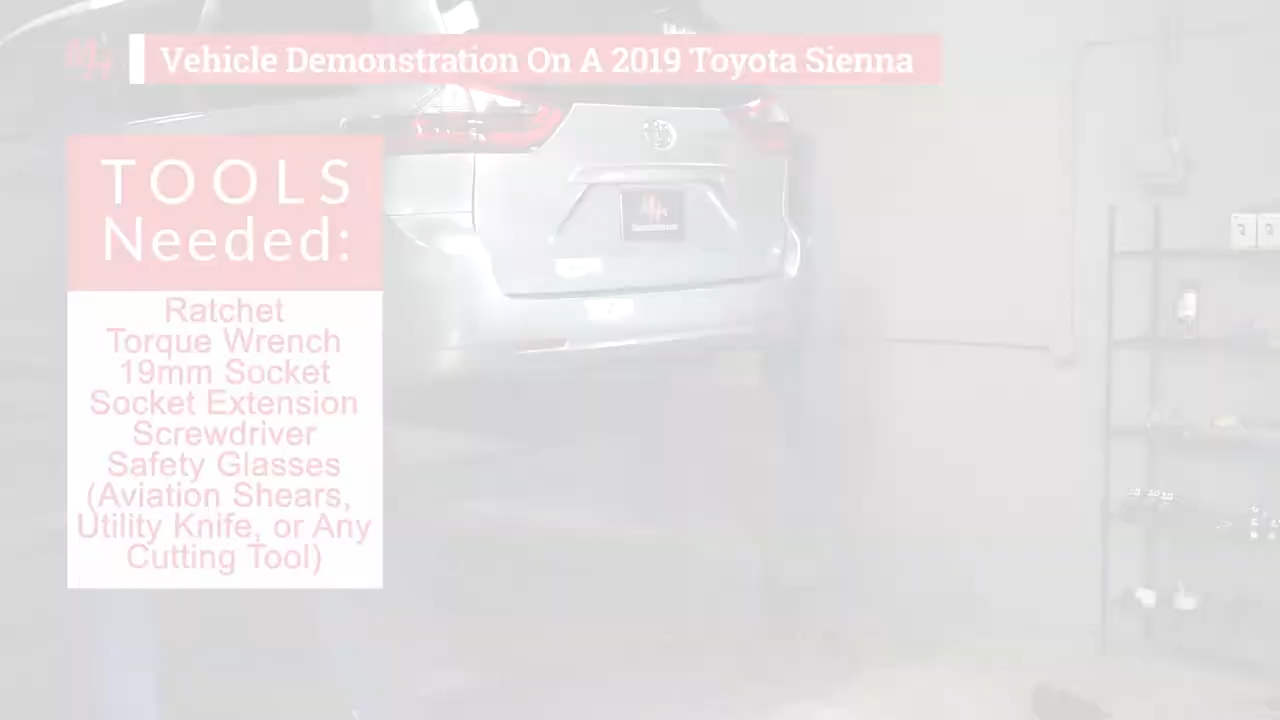 MH
Vehicle Demonstration On A 2019 Toyota Sienna
TOOLS
Needed:
Ratchet
Torque Wrench
19mm Socket
Socket Extension
Screwdriver
Safety Glasses
(Aviation Shears,
Utility Knife, or Any
Cutting Tool)